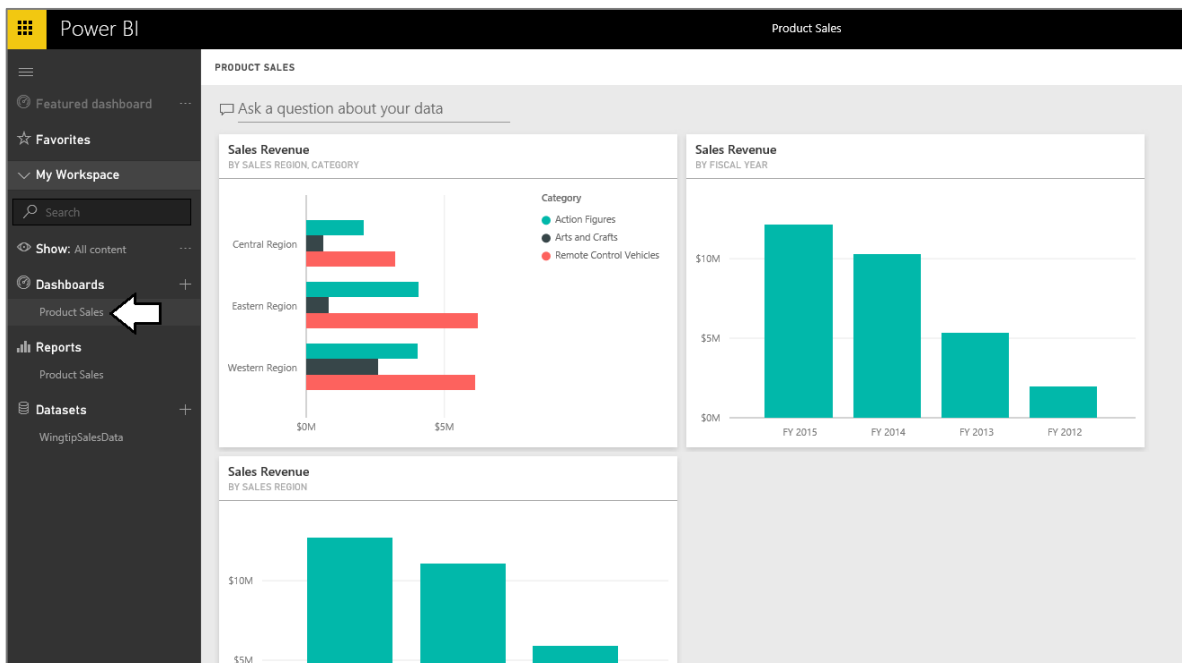 Power BI
Product Sales
PRODUCT SALES
Featured dashboard
Favorites
My Workspace
Search
Show: All content
Dashboards
Product Sales
Reports
Product Sales
Datasets
WingtipSalesData
Ask a question about your data
Sales Revenue
BY SALES REGION, CATEGORY
Category
Action Figures
Arts and Crafts
Remote Control Vehicles
Central Region
Eastern Region
Western Region
$0M $5M
Sales Revenue
BY FISCAL YEAR
$10M
$5M
$0M
FY 2015 FY 2014 FY 2013 FY 2012
Sales Revenue
BY SALES REGION
$10M
$5M